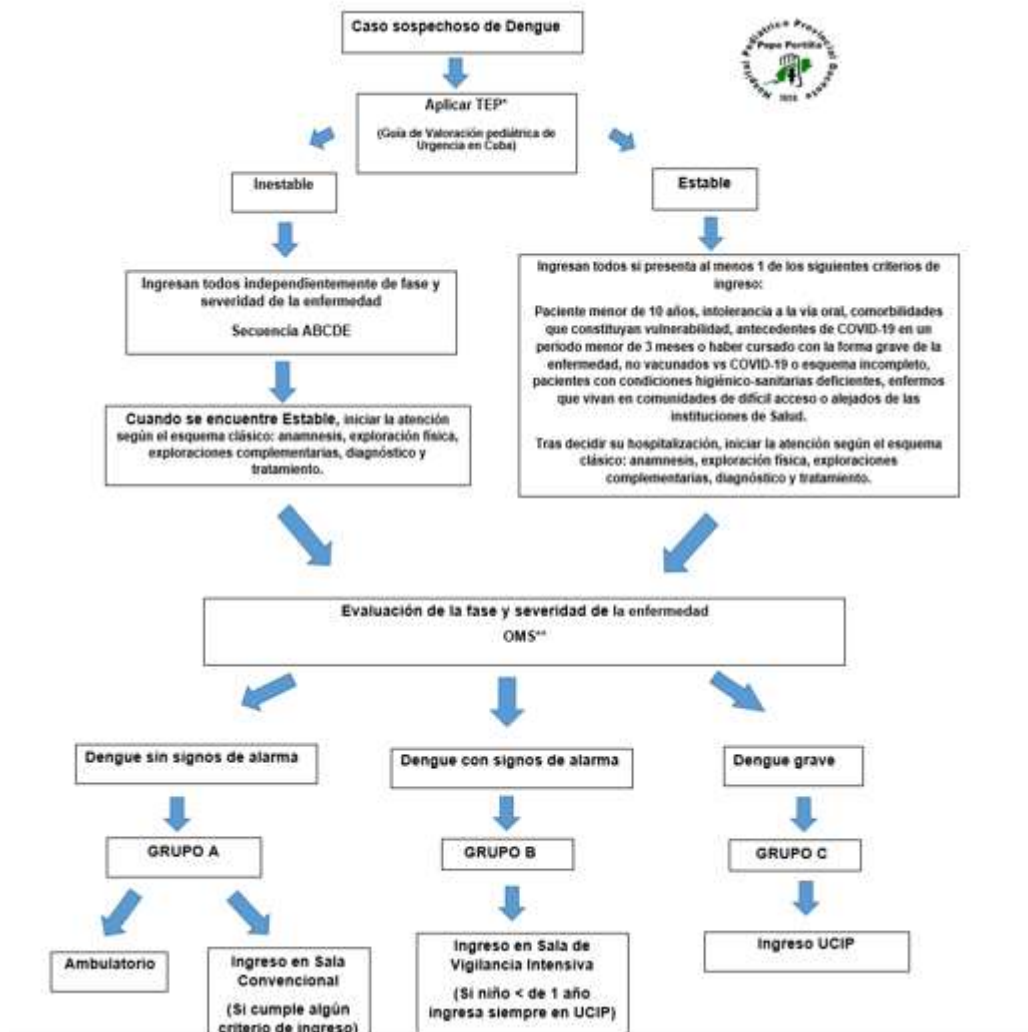 Caso sospechoso de Dengue
Hospital Pediátrico Provincial Docente
Pepe Portilla
Aplicar TEP*
(Guía de Valoración pediátrica de
Urgencia en Cuba)
Inestable
Estable
Ingresan todos independientemente de fase y
severidad de la enfermedad
Secuencia ABCDE
Ingresan todos si presenta al menos 1 de los siguientes criterios de
ingreso:
Paciente menor de 10 años, intolerancia a la vía oral, comorbilidades
que constituyan vulnerabilidad, antecedentes de COVID-19 en un
periodo menor de 3 meses o haber cursado con la forma grave de la
enfermedad, no vacunados vs COVID-19 o esquema incompleto,
pacientes con condiciones higiénico-sanitarias deficientes, enfermos
que vivan en comunidades de difícil acceso o alejados de las
instituciones de Salud.
Tras decidir su hospitalización, iniciar la atención según el esquema
clásico: anamnesis, exploración física, exploraciones
complementarias, diagnóstico y tratamiento.
Cuando se encuentre Estable, iniciar la atención
según el esquema clásico: anamnesis, exploración física,
exploraciones complementarias, diagnóstico y
tratamiento.
Evaluación de la fase y severidad de la enfermedad
OMS**
Dengue sin signos de alarma
Dengue con signos de alarma
Dengue grave
GRUPO A
GRUPO B
GRUPO C
Ambulatorio
Ingreso en Sala
Convencional
(Si cumple algún
criterio de ingreso)
Ingreso en Sala de
Vigilancia Intensiva
(Si niño < de 1 año
ingresa siempre en UCIP)
Ingreso UCIP